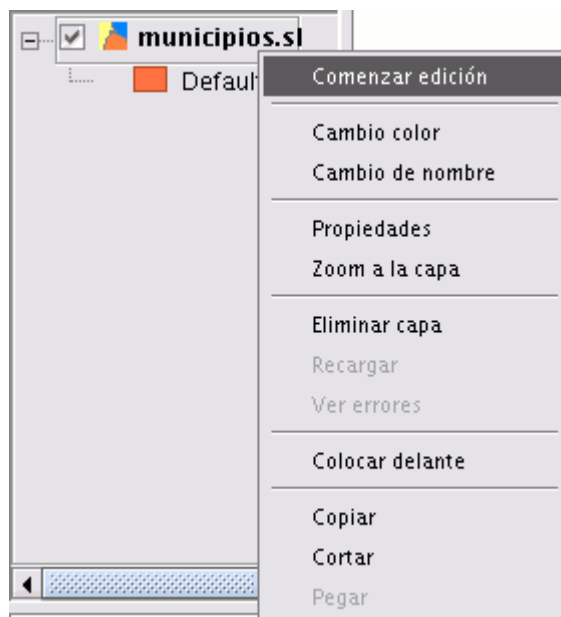 municipios.sl
Default
Comenzar edición
Cambio color
Cambio de nombre
Propiedades
Zoom a la capa
Eliminar capa
Recargar
Ver errores
Colocar delante
Copiar
Cortar
Pegar